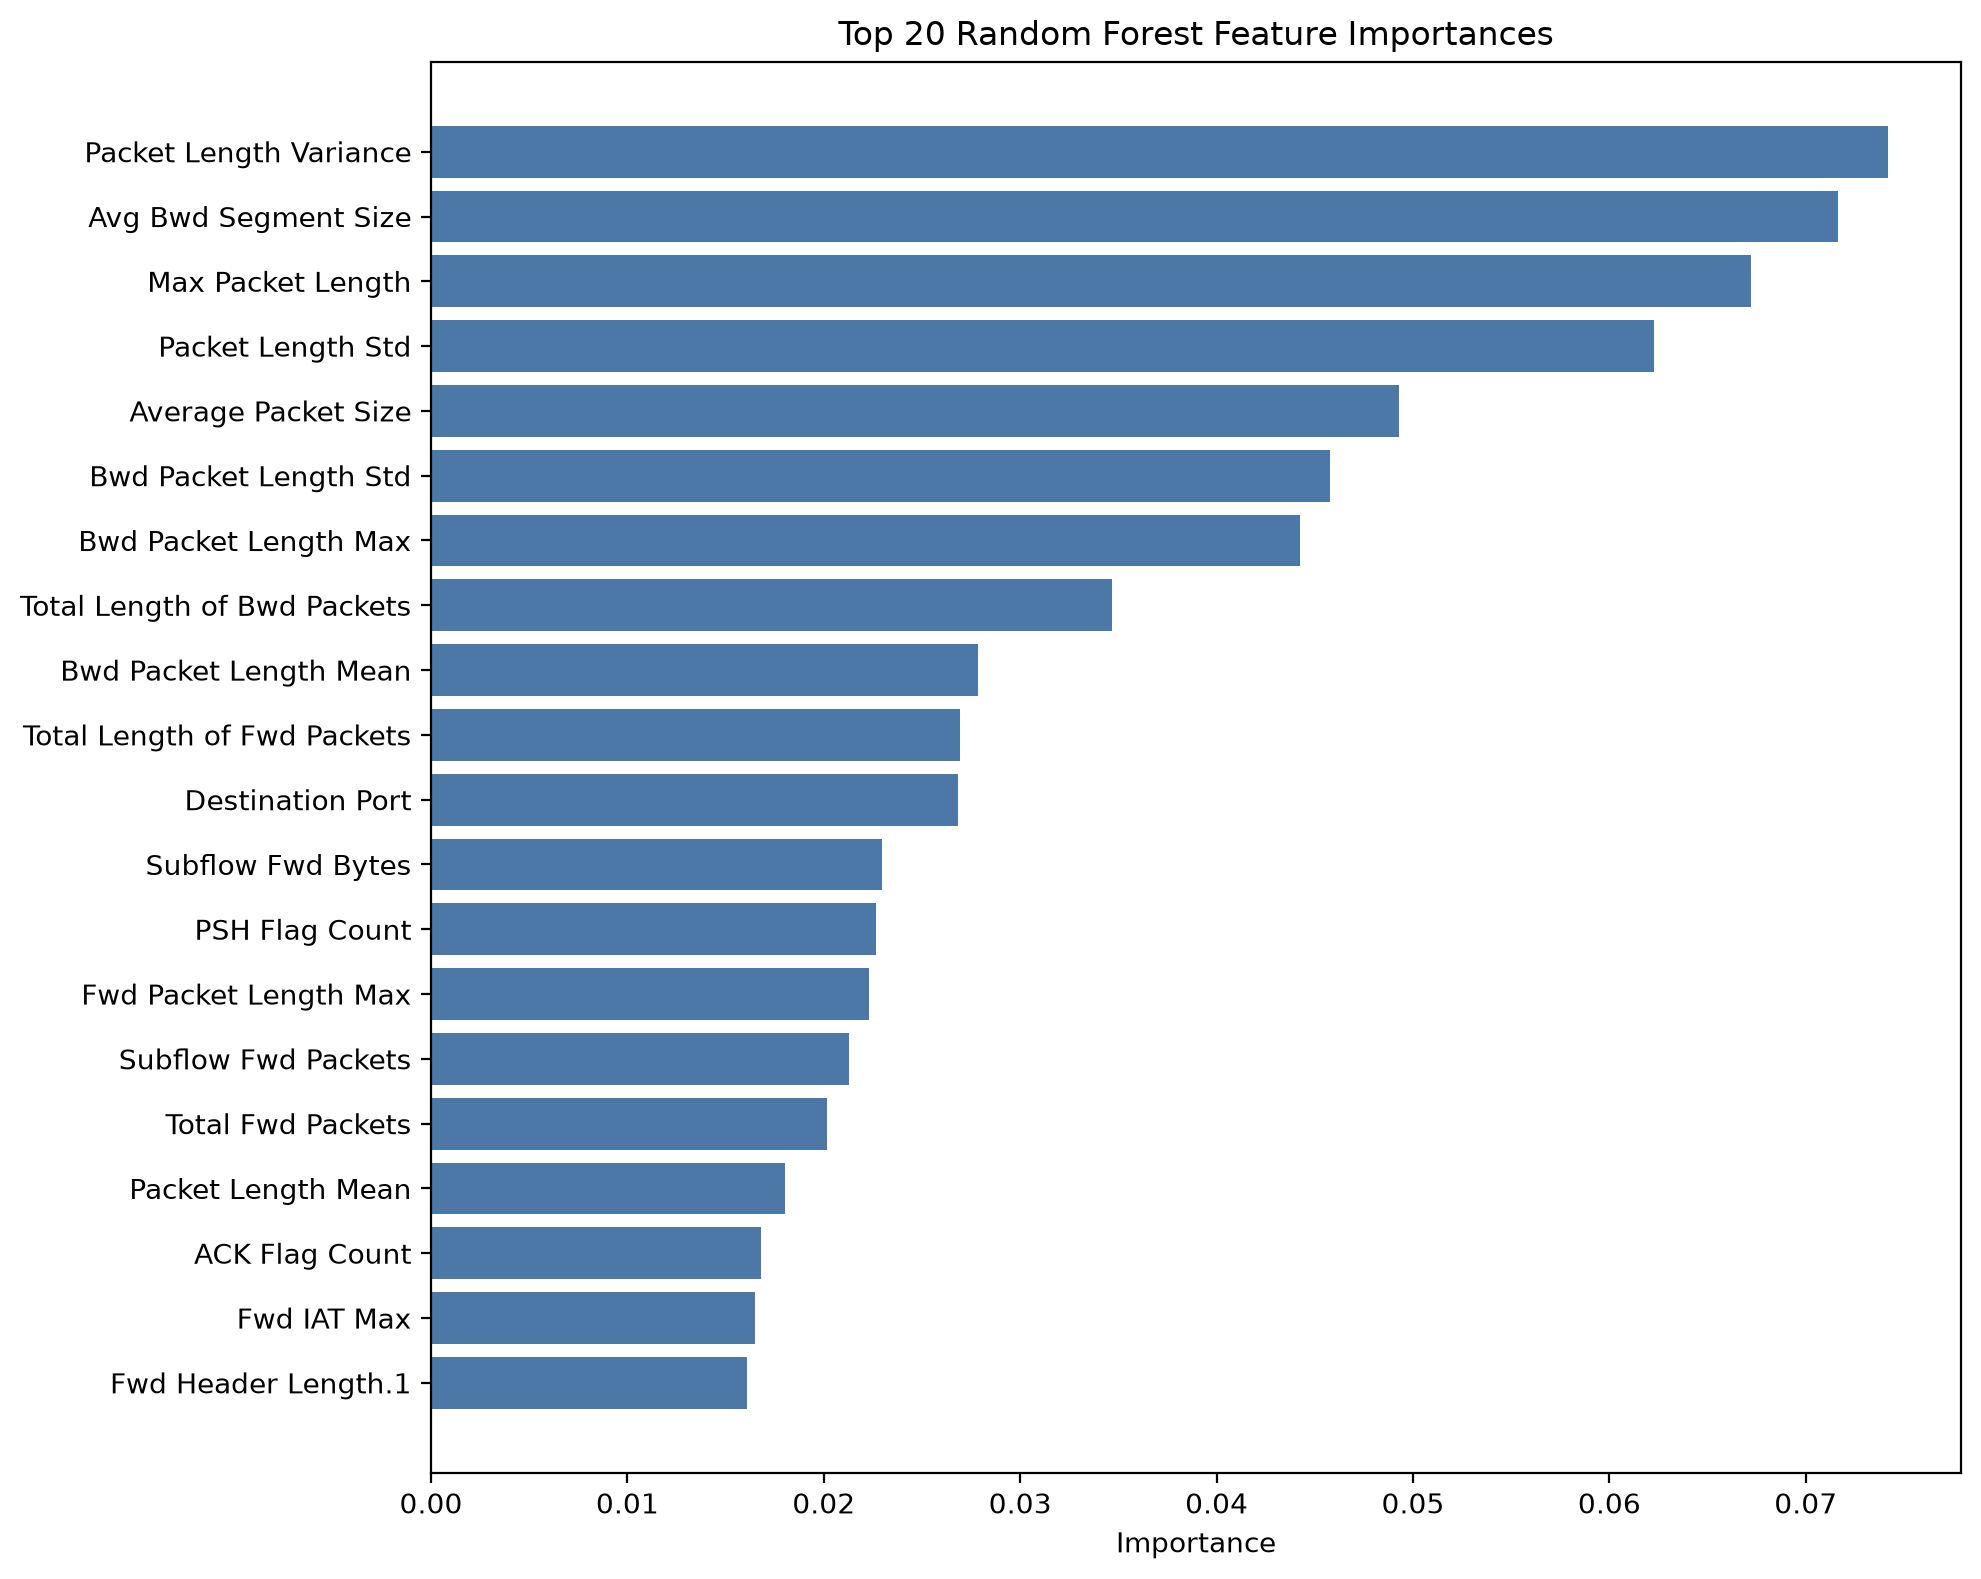 Top 20 Random Forest Feature Importances
Packet Length Variance
Avg Bwd Segment Size
Max Packet Length
Packet Length Std
Average Packet Size
Bwd Packet Length Std
Bwd Packet Length Max
Total Length of Bwd Packets
Bwd Packet Length Mean
Total Length of Fwd Packets
Destination Port
Subflow Fwd Bytes
PSH Flag Count
Fwd Packet Length Max
Subflow Fwd Packets
Total Fwd Packets
Packet Length Mean
ACK Flag Count
Fwd IAT Max
Fwd Header Length.1
0.00 0.01 0.02 0.03 0.04 0.05 0.06 0.07
Importance